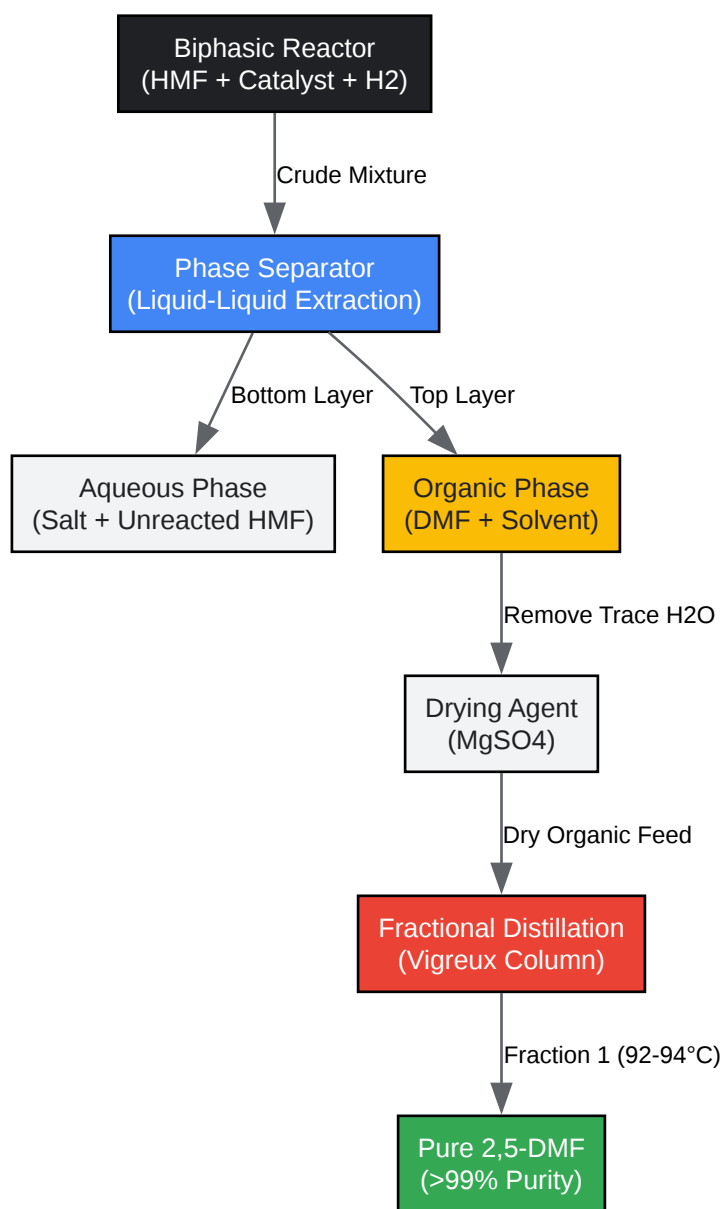 Biphasic Reactor
(HMF + Catalyst + H2)
Crude Mixture
Phase Separator
(Liquid-Liquid Extraction)
Bottom Layer
Top Layer
Aqueous Phase
(Salt + Unreacted HMF)
Organic Phase
(DMF + Solvent)
Remove Trace H2O
Drying Agent
(MgSO4)
Dry Organic Feed
Fractional Distillation
(Vigreux Column)
Fraction 1 (92-94°C)
Pure 2,5-DMF
(>99% Purity)